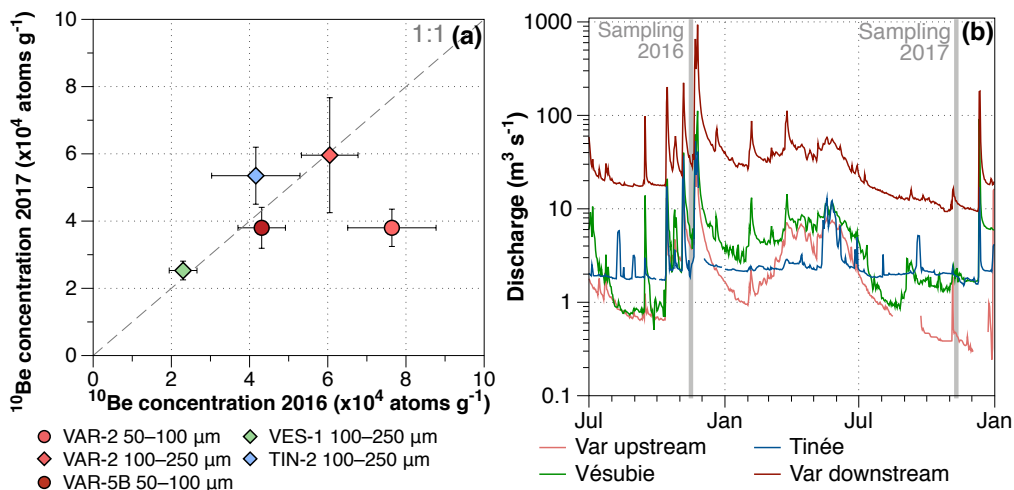 1:1 (a)
10
8
6
4
2
0
0 2 4 6 8 10
¹⁰Be concentration 2017 (x10⁴ atoms g⁻¹)
¹⁰Be concentration 2016 (x10⁴ atoms g⁻¹)
VAR-2 50–100 µm
VAR-2 100–250 µm
VAR-5B 50–100 µm
VES-1 100–250 µm
TIN-2 100–250 µm
Sampling
2016
Sampling
2017
(b)
1000
100
10
1
0.1
Discharge (m³ s⁻¹)
Jul Jan Jul Jan
Var upstream
Vésubie
Tinée
Var downstream